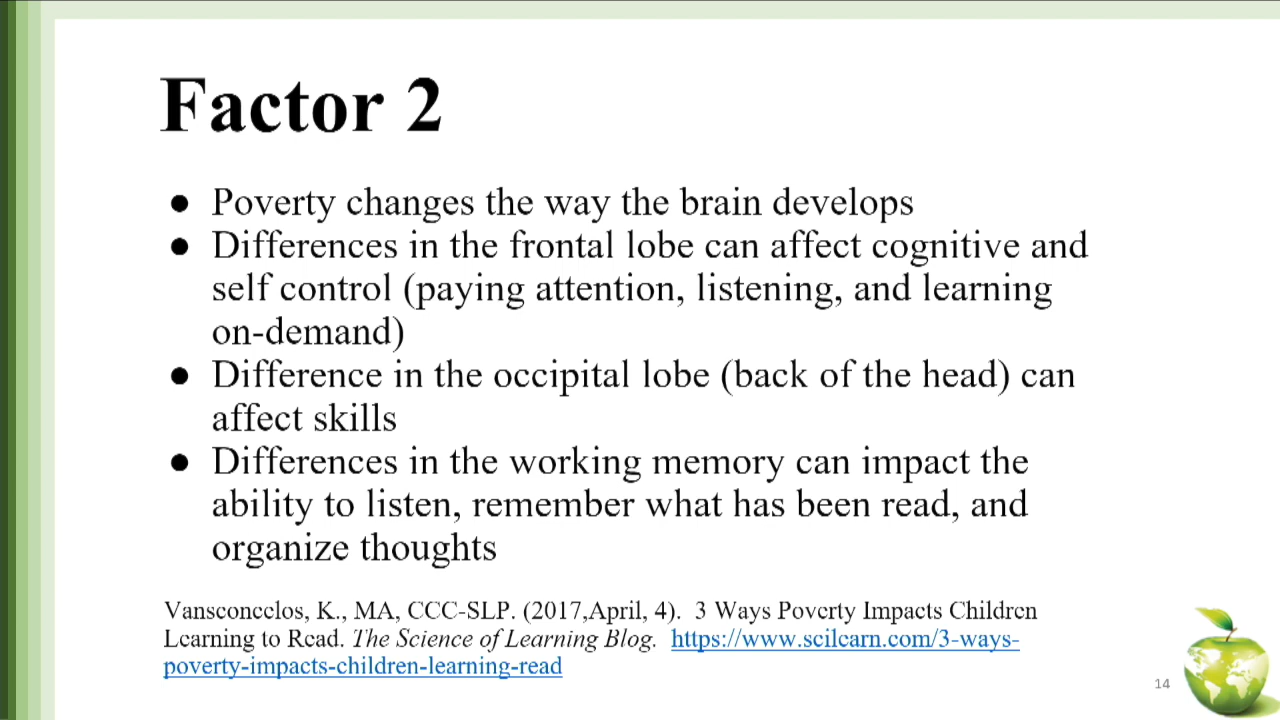 Factor 2
● Poverty changes the way the brain develops
● Differences in the frontal lobe can affect cognitive and
self control (paying attention, listening, and learning
on-demand)
● Difference in the occipital lobe (back of the head) can
affect skills
● Differences in the working memory can impact the
ability to listen, remember what has been read, and
organize thoughts
Vansconcelos, K., MA, CCC-SLP. (2017,April, 4).  3 Ways Poverty Impacts Children
Learning to Read. The Science of Learning Blog.  https://www.scilearn.com/3-ways-
poverty-impacts-children-learning-read
14